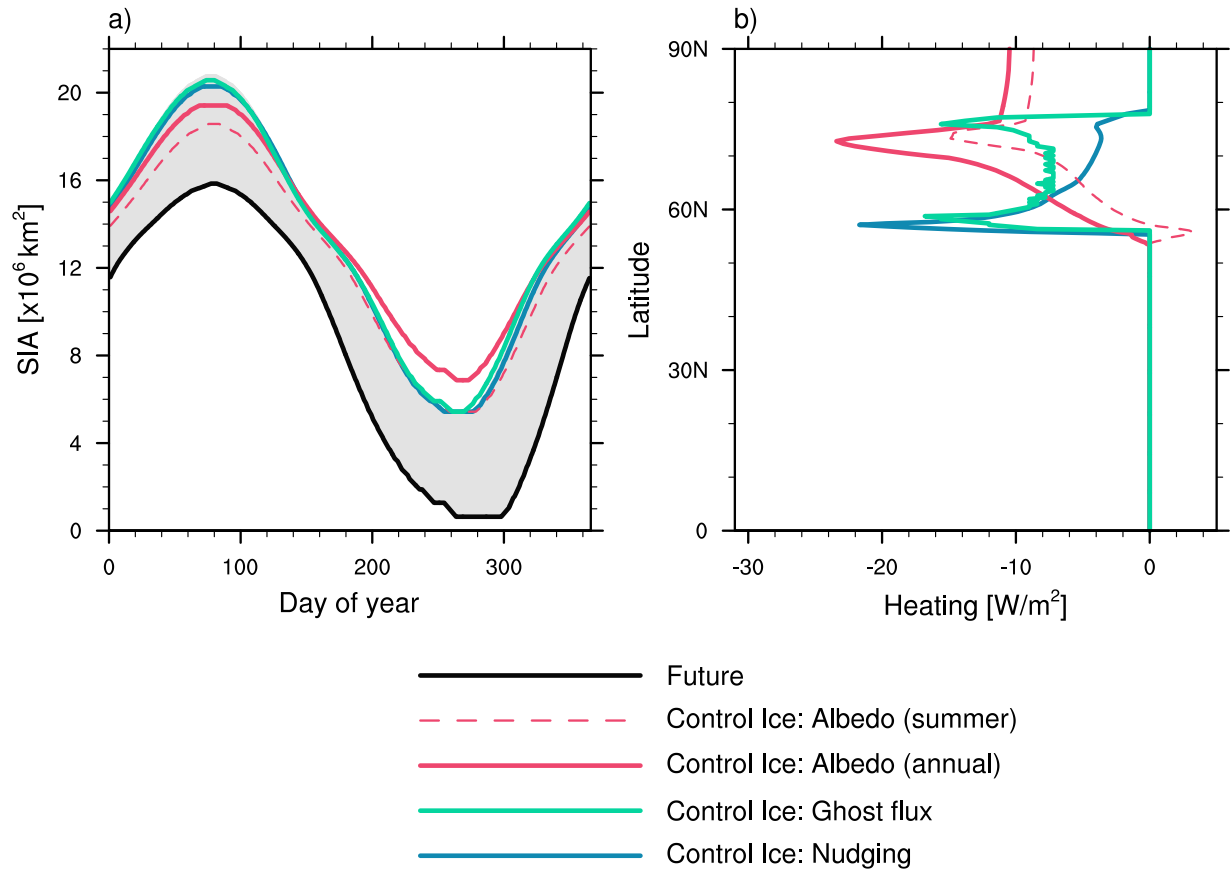 a)
20
16
12
8
4
0
SIA [x10⁶ km²]
0
100
200
300
Day of year
b)
90N
60N
30N
0
Latitude
-30
-20
-10
0
Heating [W/m²]
Future
Control Ice: Albedo (summer)
Control Ice: Albedo (annual)
Control Ice: Ghost flux
Control Ice: Nudging